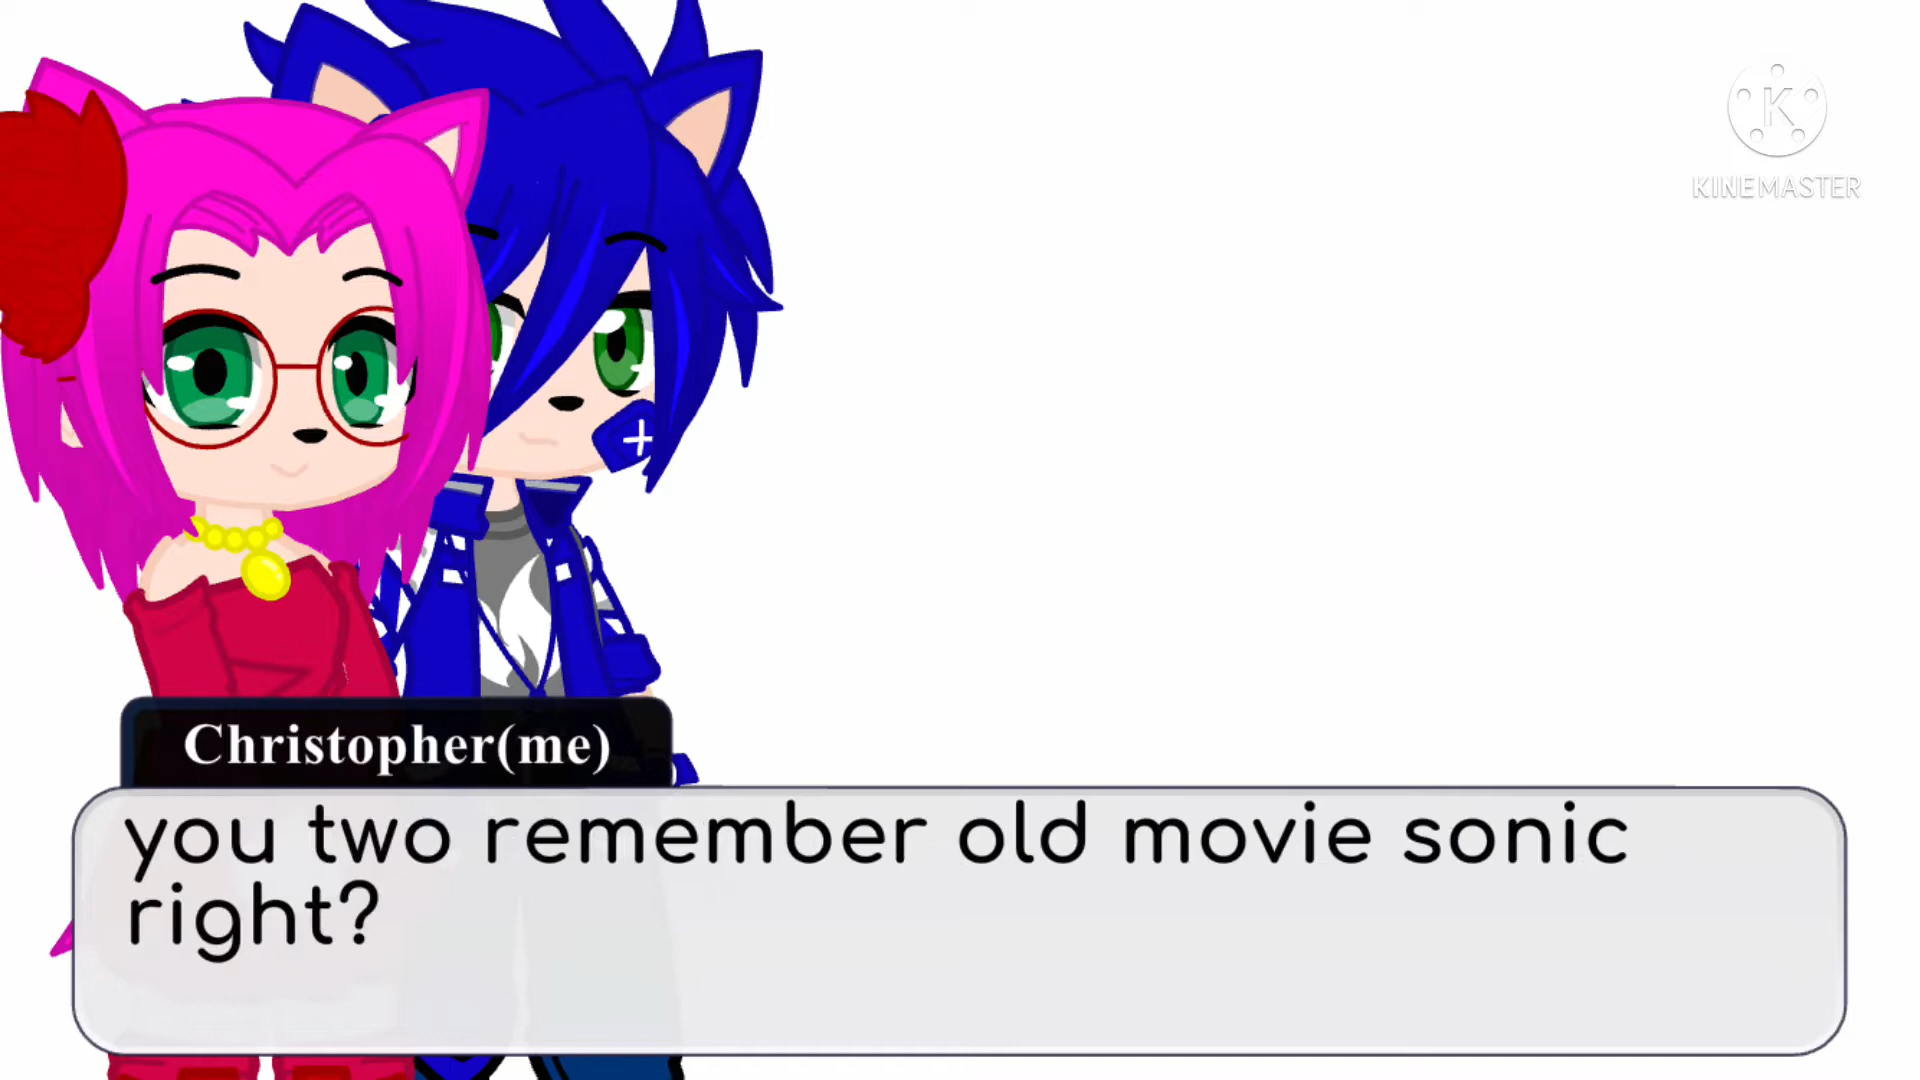 K
KINEMASTER
Christopher(me)
you two remember old movie sonic
right?